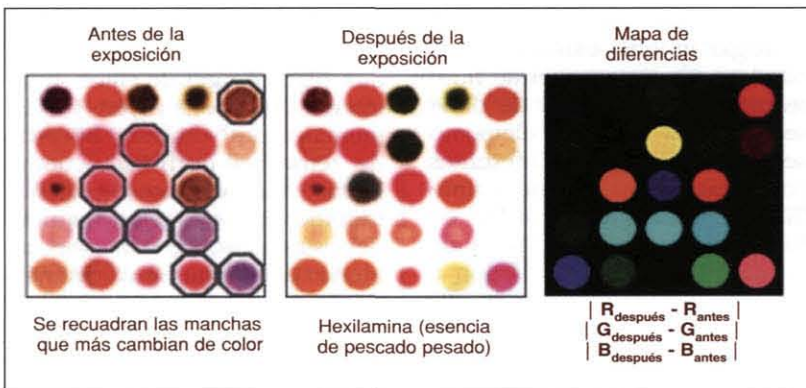 Antes de la
exposición
Después de la
exposición
Mapa de
diferencias
Se recuadran las manchas
que más cambian de color
Hexilamina (esencia
de pescado pesado)
| Rdespués - Rantes |
| Gdespués - Gantes |
| Bdespués - Bantes |